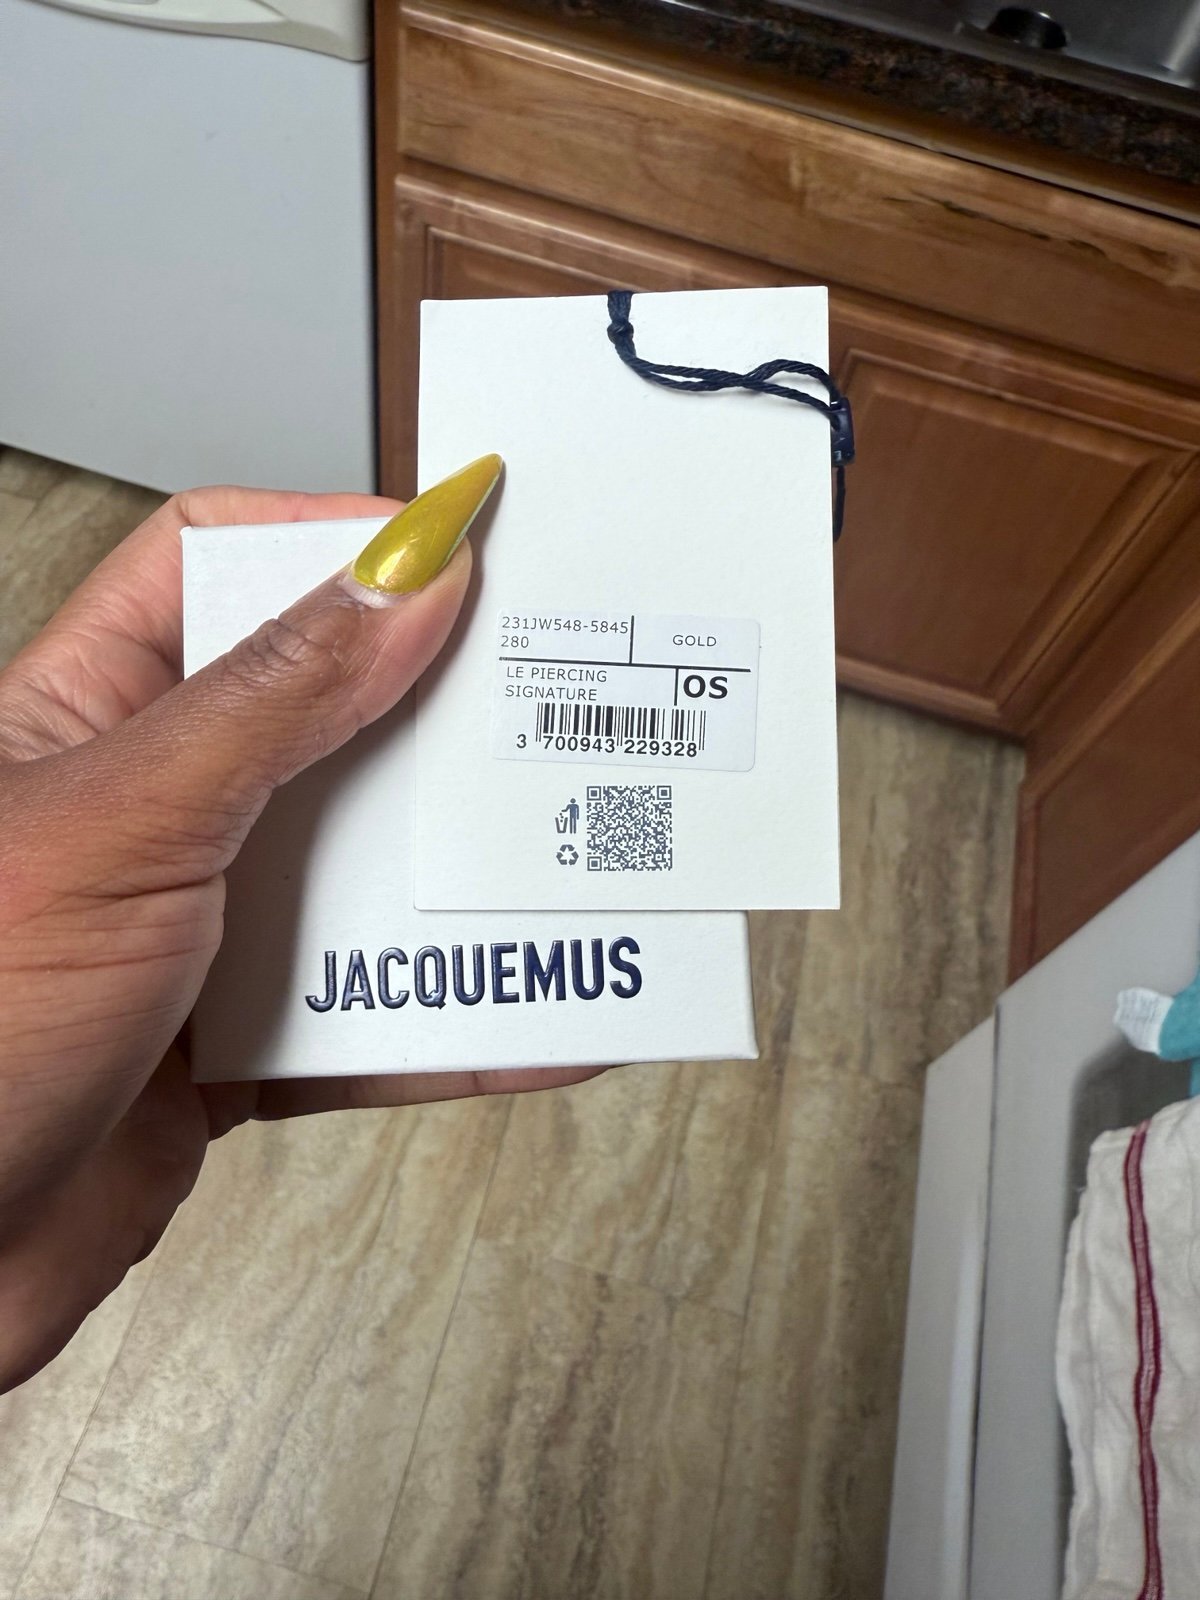 231JW548-5845
280
GOLD
LE PIERCING
SIGNATURE
OS
3 700943 229328
JACQUEMUS